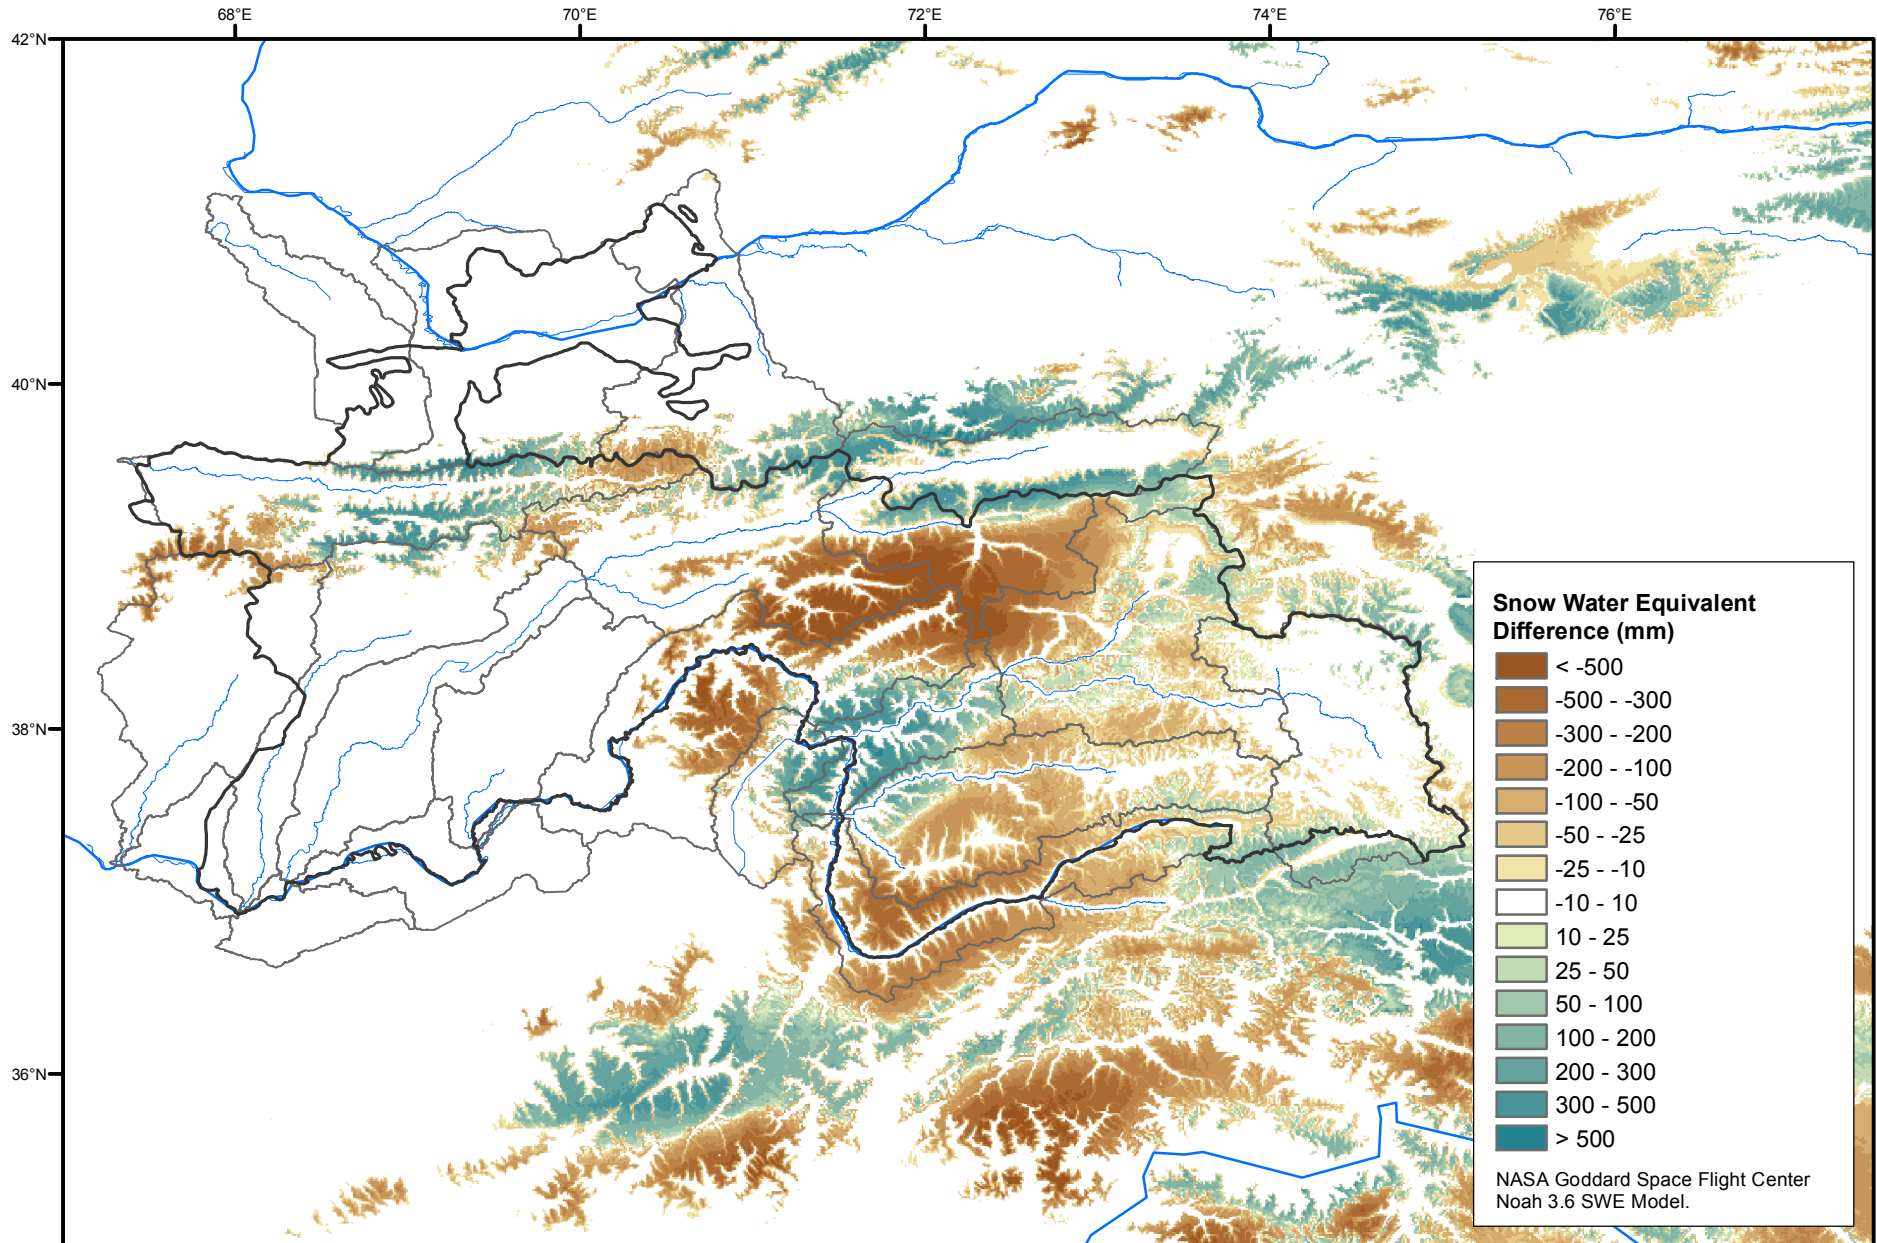 68°E 70°E 72°E 74°E 76°E
42°N
40°N
38°N
36°N
Snow Water Equivalent
Difference (mm)
< -500
-500 - -300
-300 - -200
-200 - -100
-100 - -50
-50 - -25
-25 - -10
-10 - 10
10 - 25
25 - 50
50 - 100
100 - 200
200 - 300
300 - 500
> 500
NASA Goddard Space Flight Center
Noah 3.6 SWE Model.